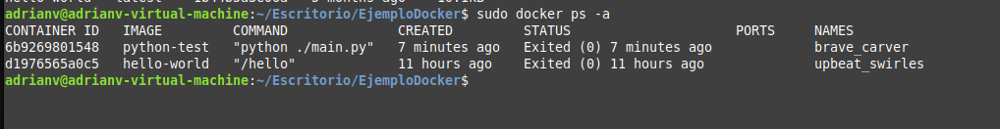 adrianv@adrianv-virtual-machine:~/Escritorio/EjemploDocker$ sudo docker ps -a
CONTAINER ID   IMAGE         COMMAND              CREATED         STATUS                     PORTS     NAMES
6b9269801548   python-test   "python ./main.py"   7 minutes ago   Exited (0) 7 minutes ago             brave_carver
d1976565a0c5   hello-world   "/hello"             11 hours ago    Exited (0) 11 hours ago              upbeat_swirles
adrianv@adrianv-virtual-machine:~/Escritorio/EjemploDocker$